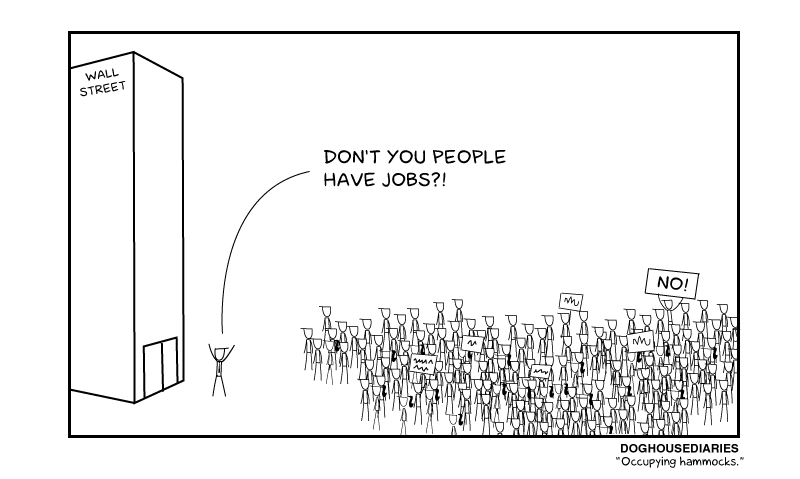 WALL
STREET
DON'T YOU PEOPLE
HAVE JOBS?!
NO!
DOGHOUSEDIARIES
"Occupying hammocks."